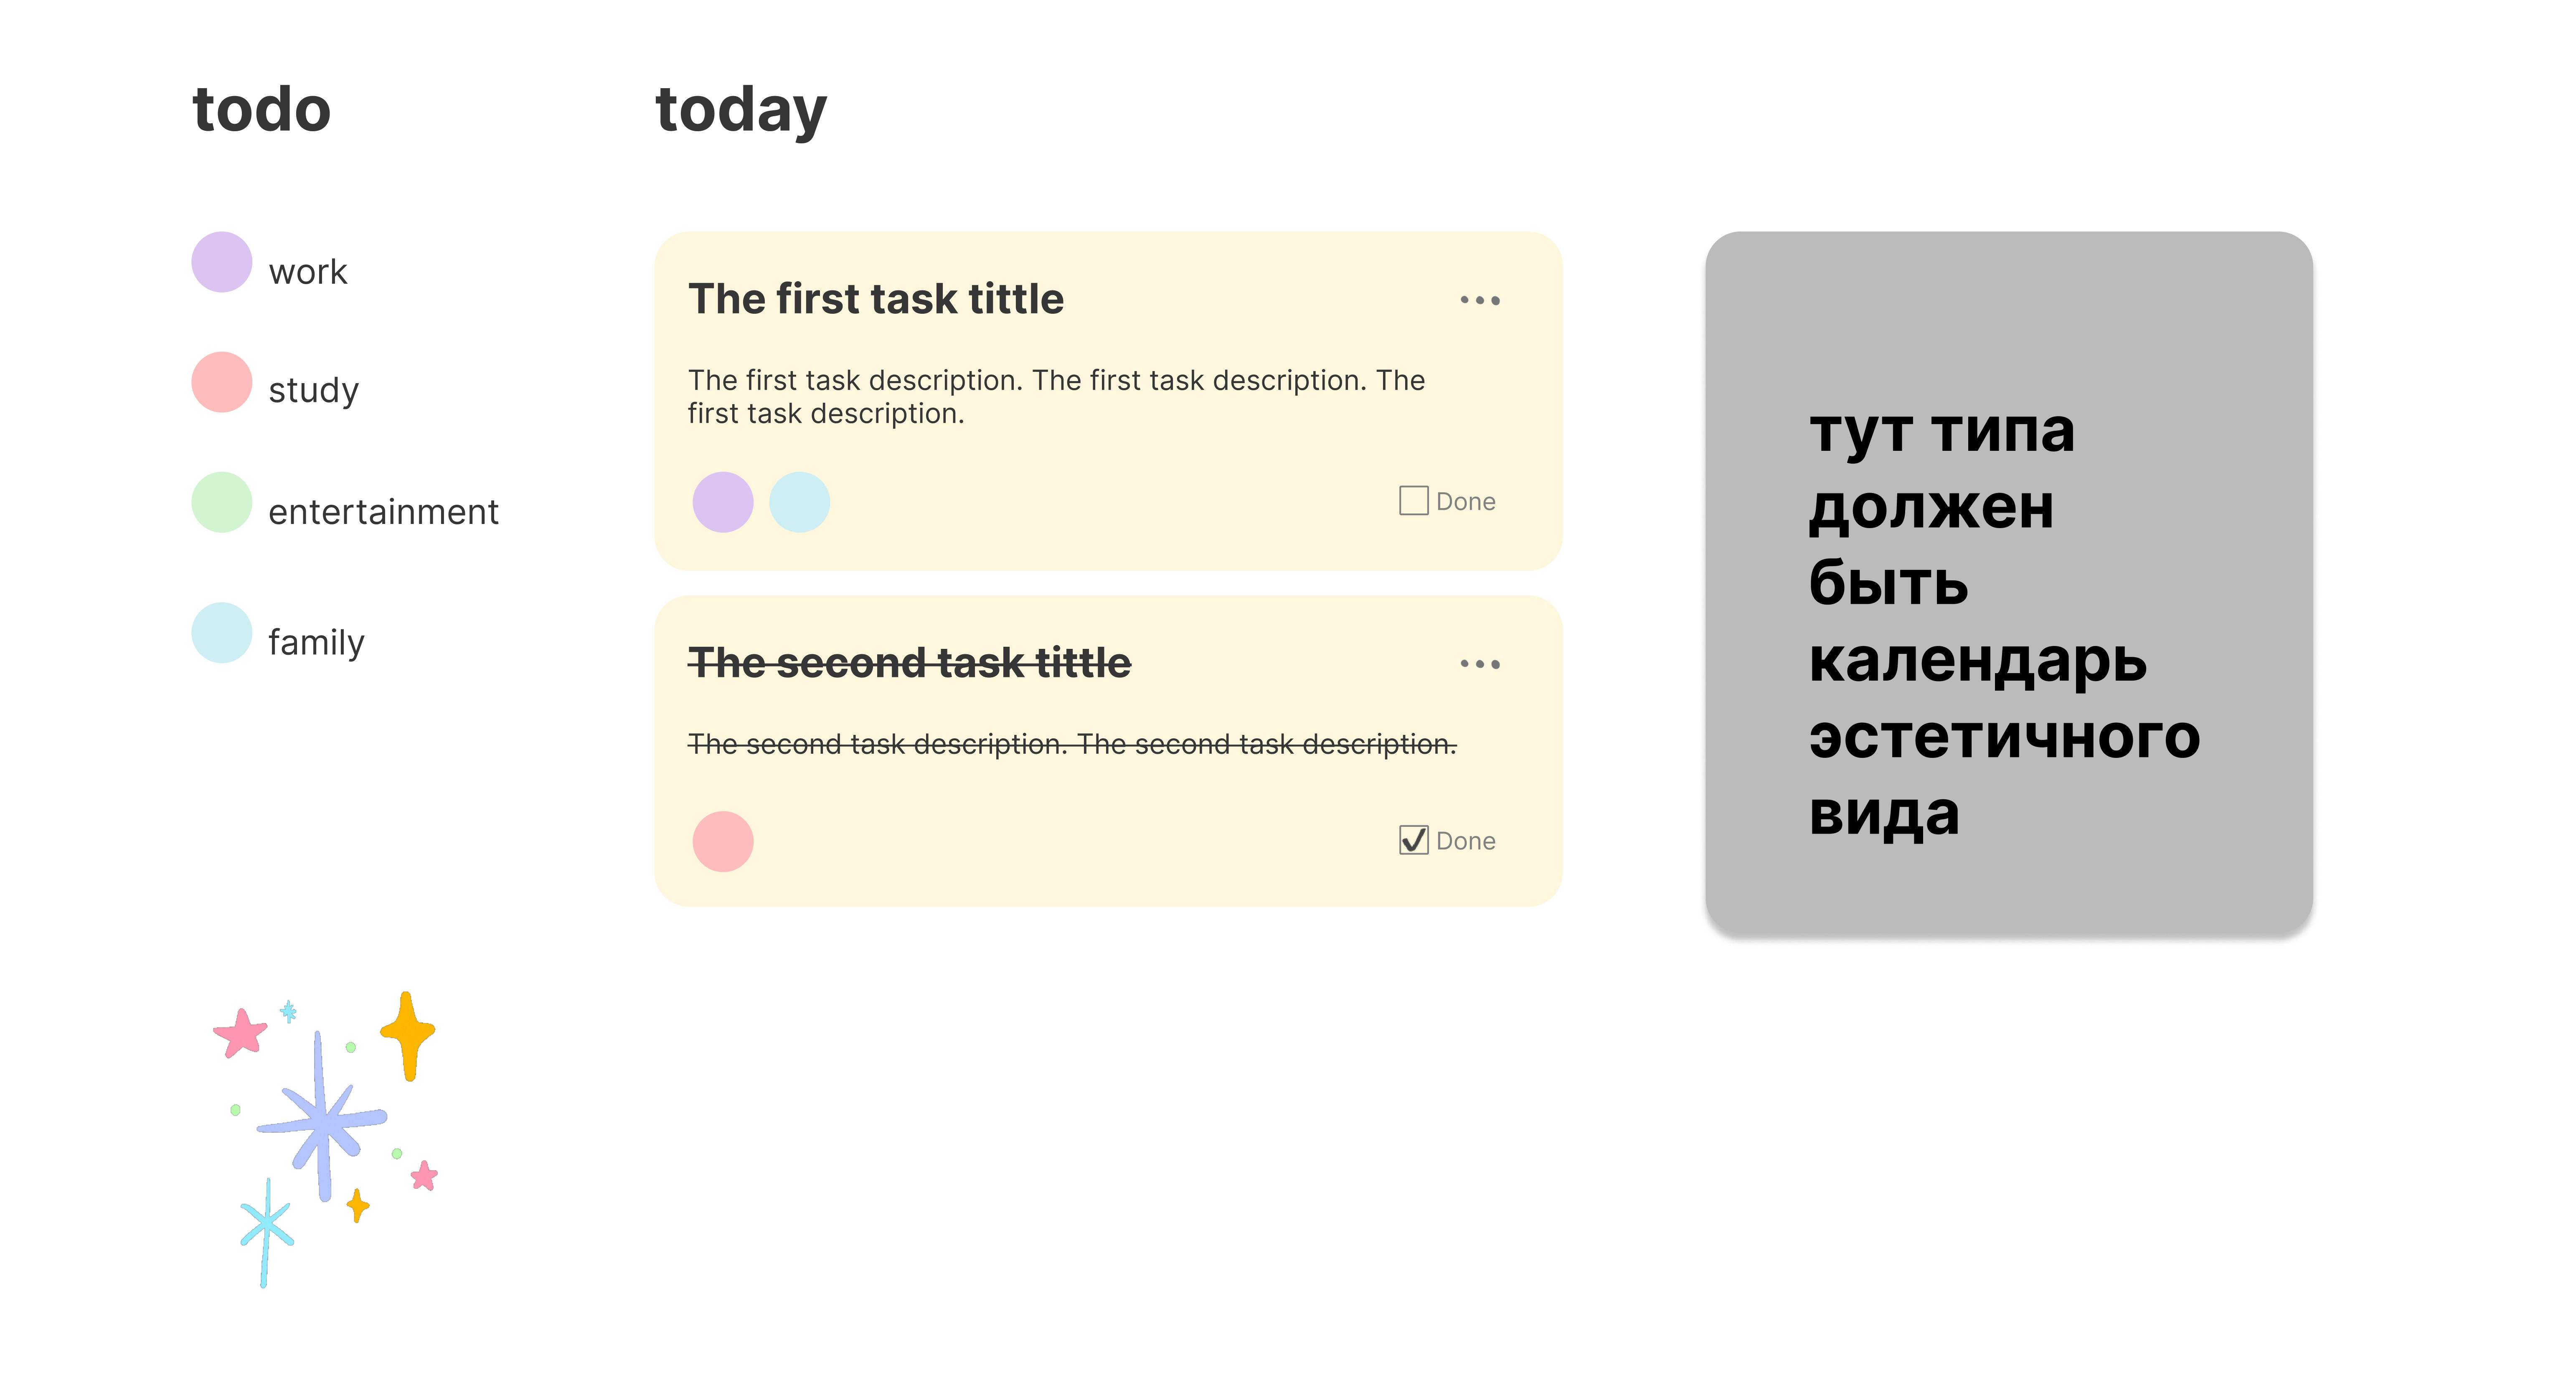 todo
today
work
study
entertainment
family
The first task tittle
The first task description. The first task description. The
first task description.
Done
The second task tittle
The second task description. The second task description.
Done
тут типа
должен
быть
календарь
эстетичного
вида